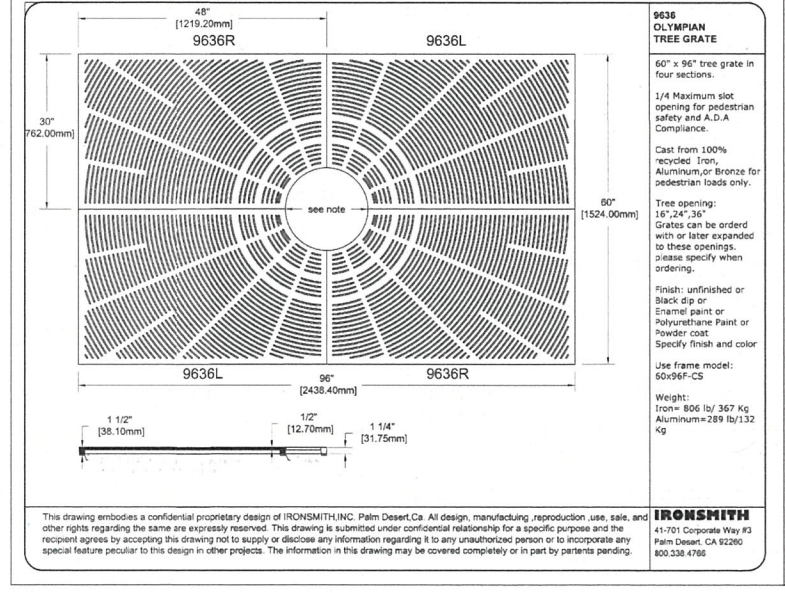 48"
[1219.20mm]
9636R
9636L
30"
762.00mm]
see note
60"
[1524.00mm]
9636L
9636R
96"
[2438.40mm]
1 1/2"
[38.10mm]
1/2"
[12.70mm]
1 1/4"
[31.75mm]
9636
OLYMPIAN
TREE GRATE
60" x 96" tree grate in
four sections.
1/4 Maximum slot
opening for pedestrian
safety and A.D.A
Compliance.
Cast from 100%
recycled Iron,
Aluminum,or Bronze for
pedestrian loads only.
Tree opening:
16",24",36"
Grates can be orderd
with or later expanded
to these openings.
please specify when
ordering.
Finish: unfinished or
Black dip or
Enamel paint or
Polyurethane Paint or
Powder coat
Specify finish and color
Use frame model:
60x96F-CS
Weight:
Iron= 806 lb/ 367 Kg
Aluminum=289 lb/132
Kg
This drawing embodies a confidential proprietary design of IRONSMITH,INC. Palm Desert,Ca. All design, manufactuing ,reproduction ,use, sale, and
other rights regarding the same are expressly reserved. This drawing is submitted under confidential relationship for a specific purpose and the
recipient agrees by accepting this drawing not to supply or disclose any information regarding it to any unauthorized person or to incorporate any
special feature peculiar to this design in other projects. The information in this drawing may be covered completely or in part by partents pending.
IRONSMITH
41-701 Corporate Way #3
Palm Desert, CA 92260
800.338.4766